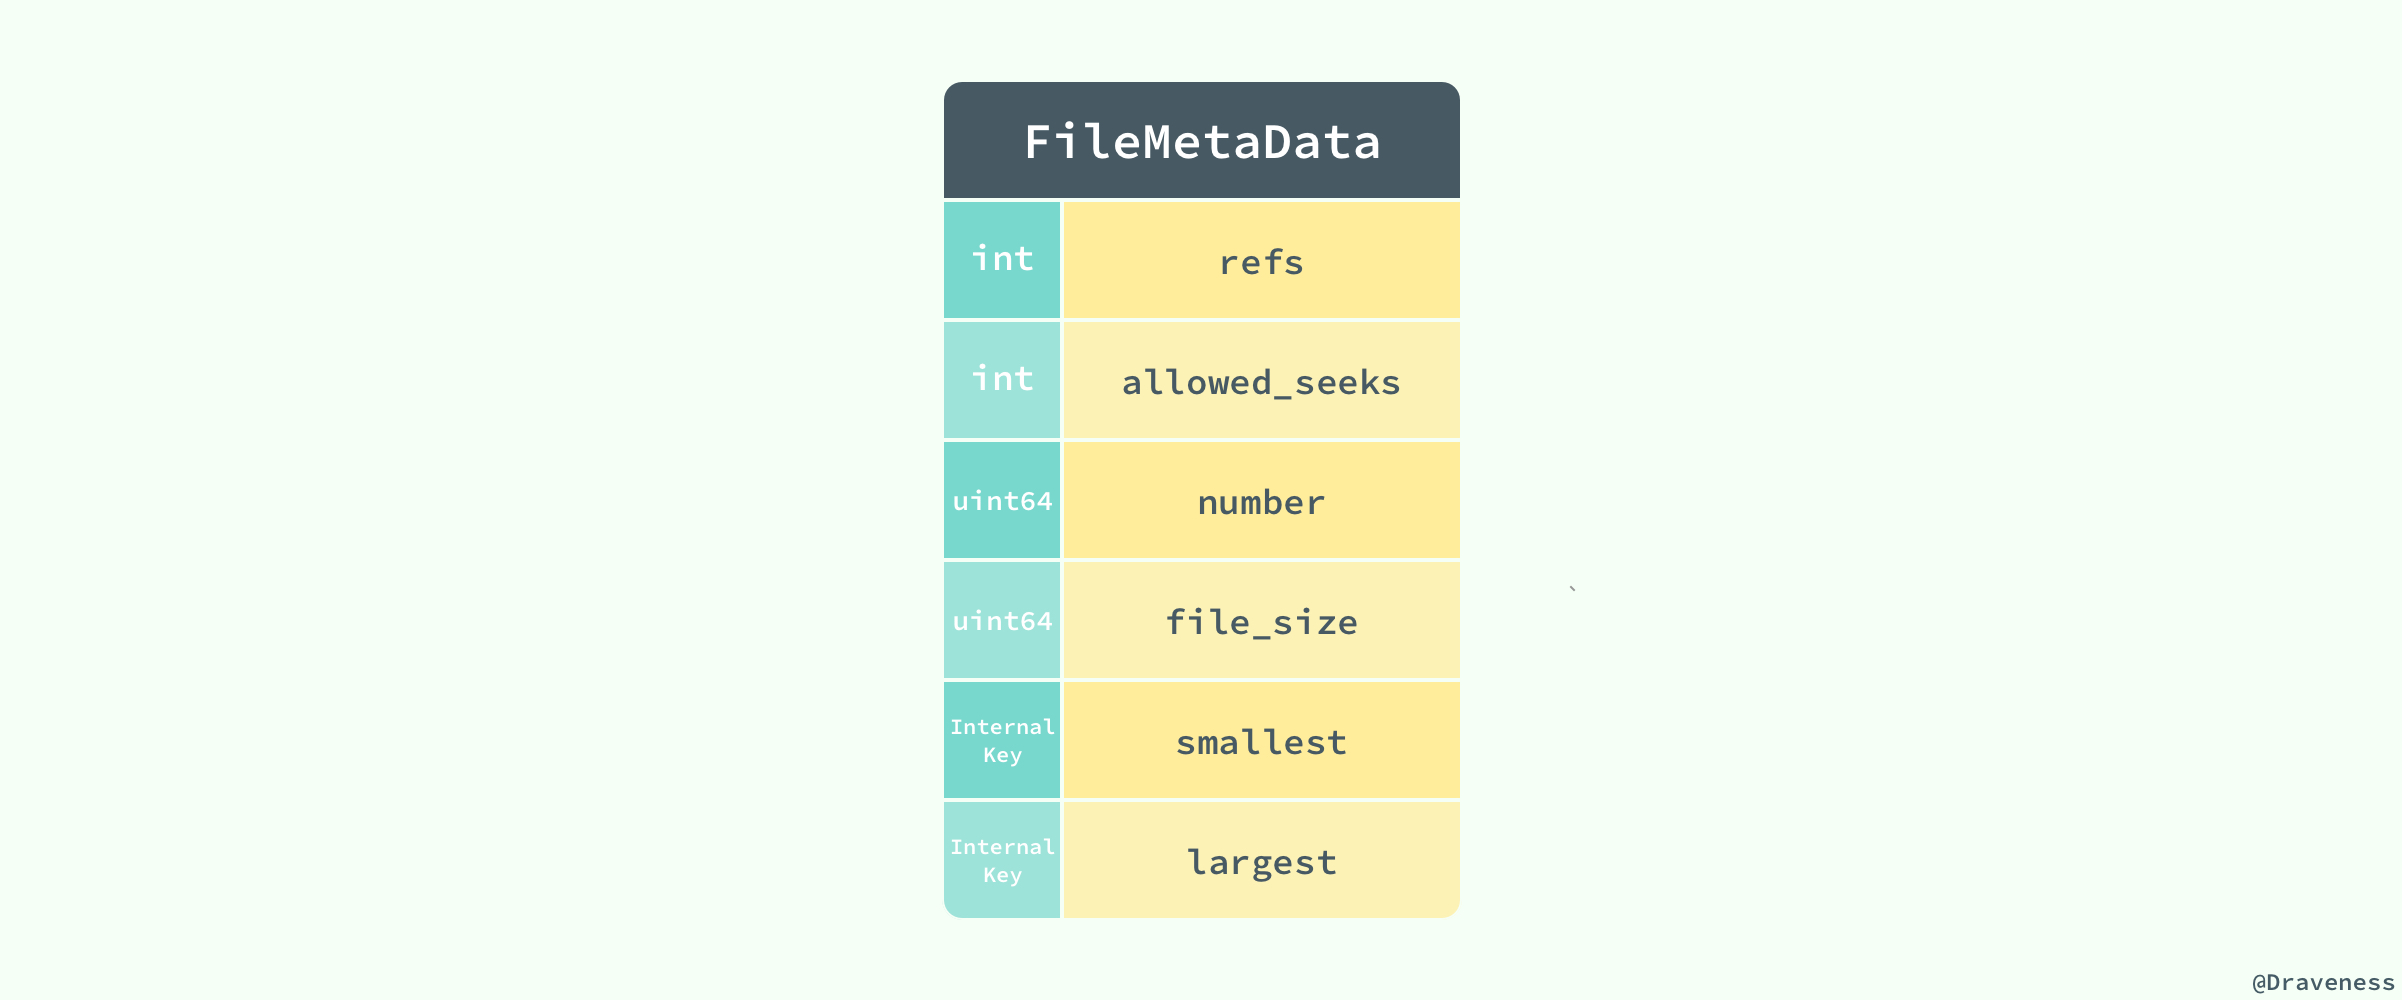 FileMetaData
int refs
int allowed_seeks
uint64 number
uint64 file_size
Internal
Key
smallest
Internal
Key
largest
`
@Draveness